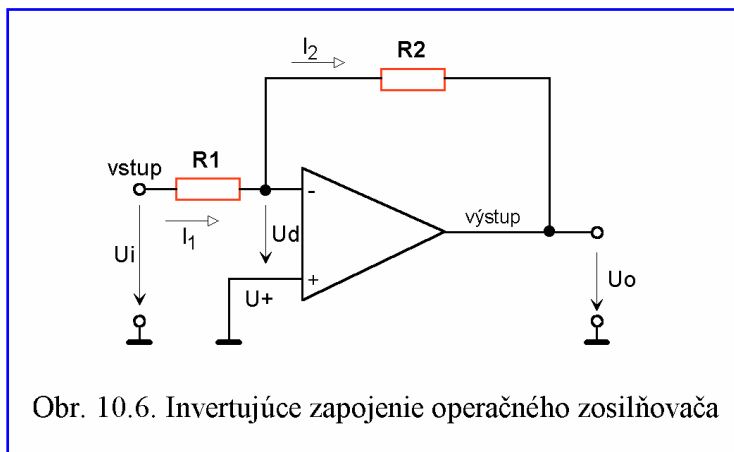 I₂
R2
vstup
R1
-
I₁
Ud
výstup
Ui
+
U+
Uo
Obr. 10.6. Invertujúce zapojenie operačného zosilňovača